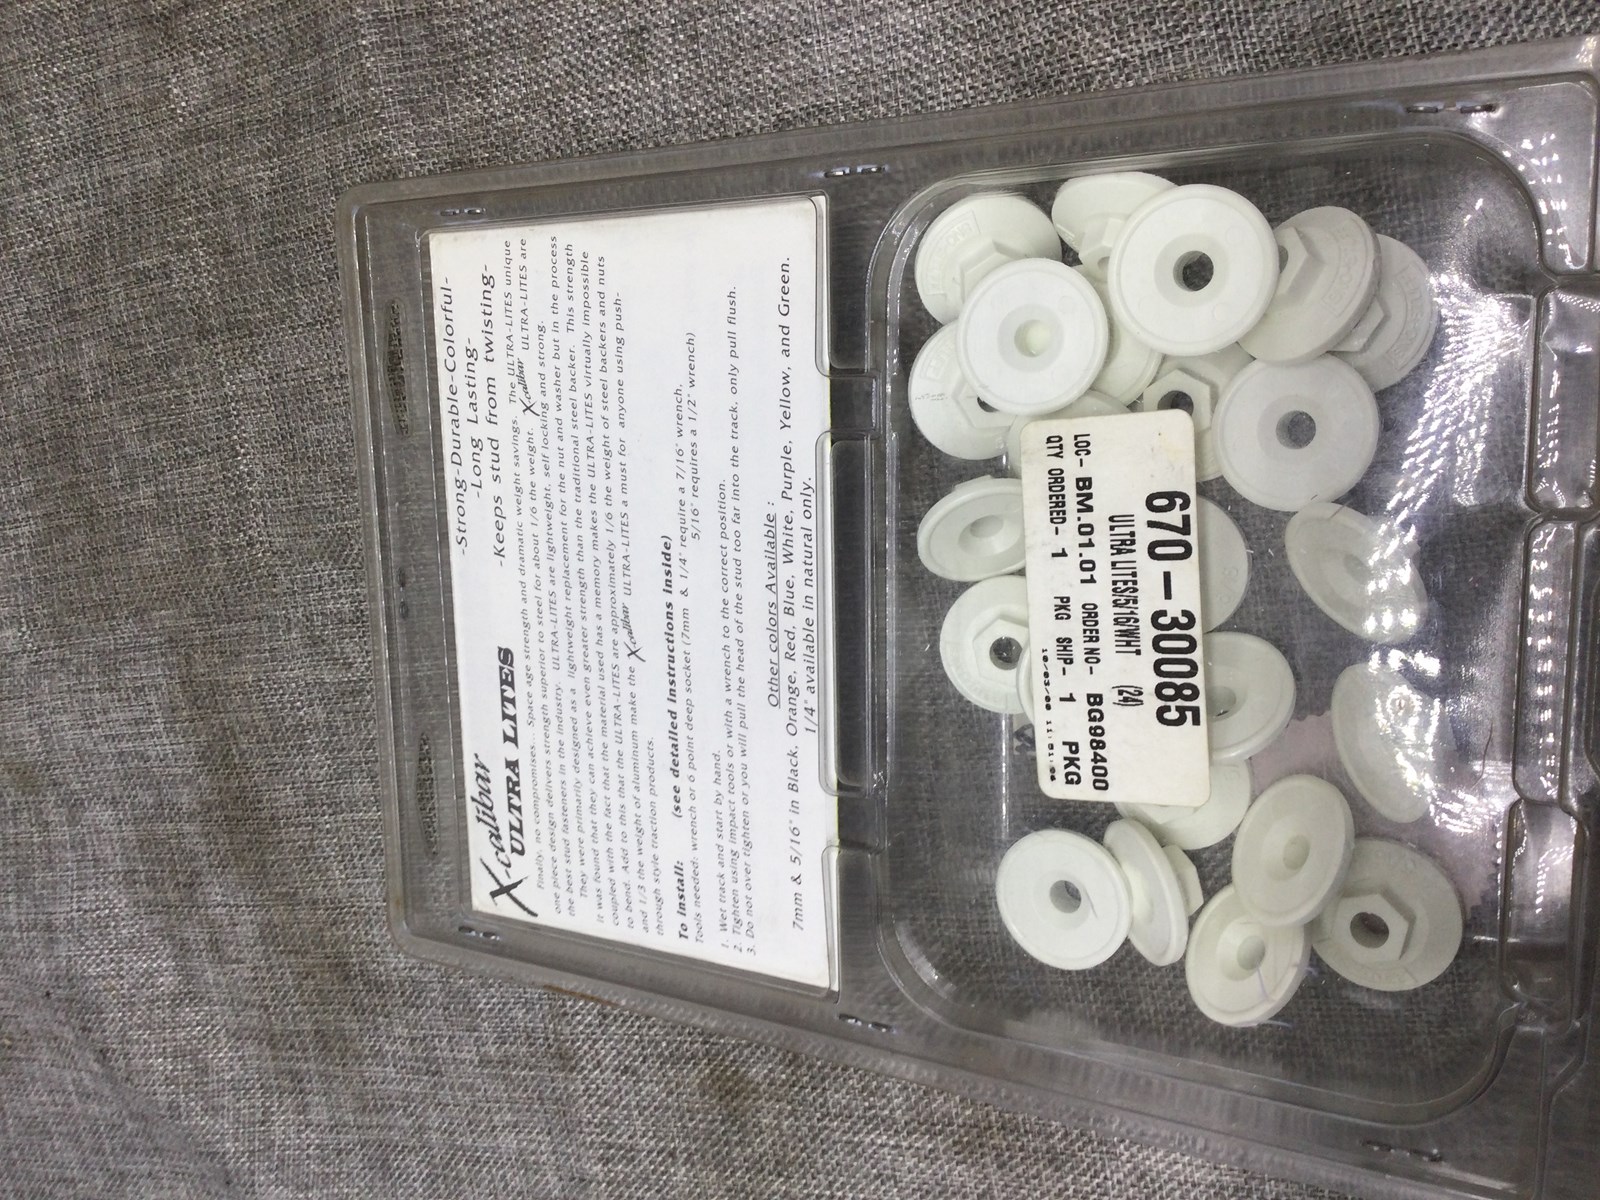 X-calibar
ULTRA LITES
-Strong-Durable-Colorful-
-Long Lasting-
-Keeps stud from twisting-
Finally, no compromises... Space age strength and dramatic weight savings. The ULTRA-LITES unique
one piece design delivers strength superior to steel for about 1/6 the weight. X-calibar ULTRA-LITES are
the best stud fasteners in the industry. ULTRA-LITES are lightweight, self locking and strong.
They were primarily designed as a lightweight replacement for the nut and washer but in the process
it was found that they can achieve even greater strength than the traditional steel backer. This strength
coupled with the fact that the material used has a memory makes the ULTRA-LITES virtually impossible
to bend. Add to this that the ULTRA-LITES are approximately 1/6 the weight of steel backers and nuts
and 1/3 the weight of aluminum make the X-calibar ULTRA-LITES a must for anyone using push-
through style traction products.
To Install: (see detailed instructions inside)
Tools needed: wrench or 6 point deep socket (7mm & 1/4" require a 7/16" wrench,
5/16" requires a 1/2" wrench)
1. Wet track and start by hand.
2. Tighten using impact tools or with a wrench to the correct position.
3. Do not over tighten or you will pull the head of the stud too far into the track, only pull flush.
Other colors Available :
7mm & 5/16" in Black, Orange, Red, Blue, White, Purple, Yellow, and Green.
1/4" available in natural only.
670-30085
ULTRA LITES/5/16/WHT (24)
LOC- BM.01.01 ORDER NO- BG98400
QTY ORDERED- 1 PKG SHIP- 1 PKG